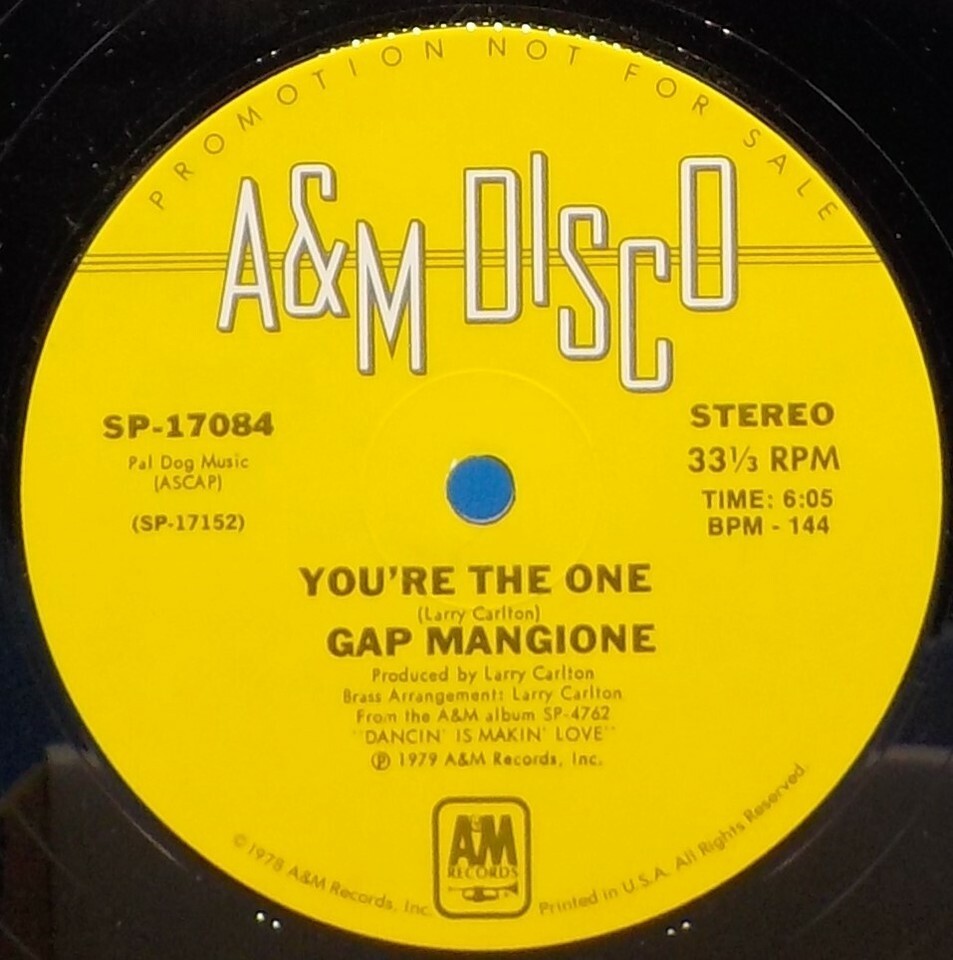 PROMOTION NOT FOR SALE
A&M DISCO
SP-17084
Pal Dog Music
(ASCAP)
(SP-17152)
STEREO
33⅓ RPM
TIME: 6:05
BPM - 144
YOU'RE THE ONE
(Larry Carlton)
GAP MANGIONE
Produced by Larry Carlton
Brass Arrangement: Larry Carlton
From the A&M album SP-4762
"DANCIN' IS MAKIN' LOVE"
℗ 1979 A&M Records, Inc.
A&M
RECORDS
©1978 A&M Records, Inc.
Printed in U.S.A. All Rights Reserved.